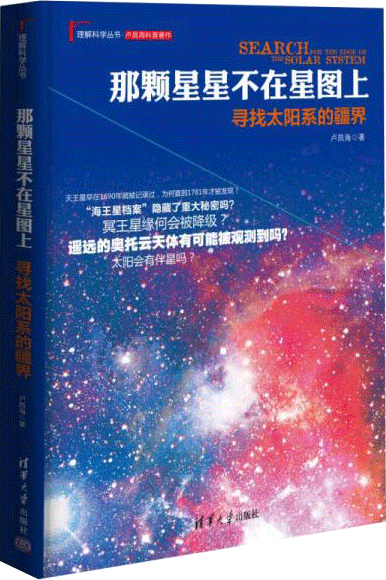 理解科学丛书·卢昌海科普著作
SEARCH FOR THE EDGE OF
THE SOLAR SYSTEM
那颗星星不在星图上
寻找太阳系的疆界
卢昌海 著
天王星早在1690年就被记录过，为何直到1781年才被发现？
“海王星档案”隐藏了重大秘密吗？
冥王星缘何会被降级？
遥远的奥托云天体有可能被观测到吗？
太阳会有伴星吗？
清华大学出版社
理解科学丛书
那颗星星不在星图上
寻找太阳系的疆界
卢昌海 著
清华大学出版社